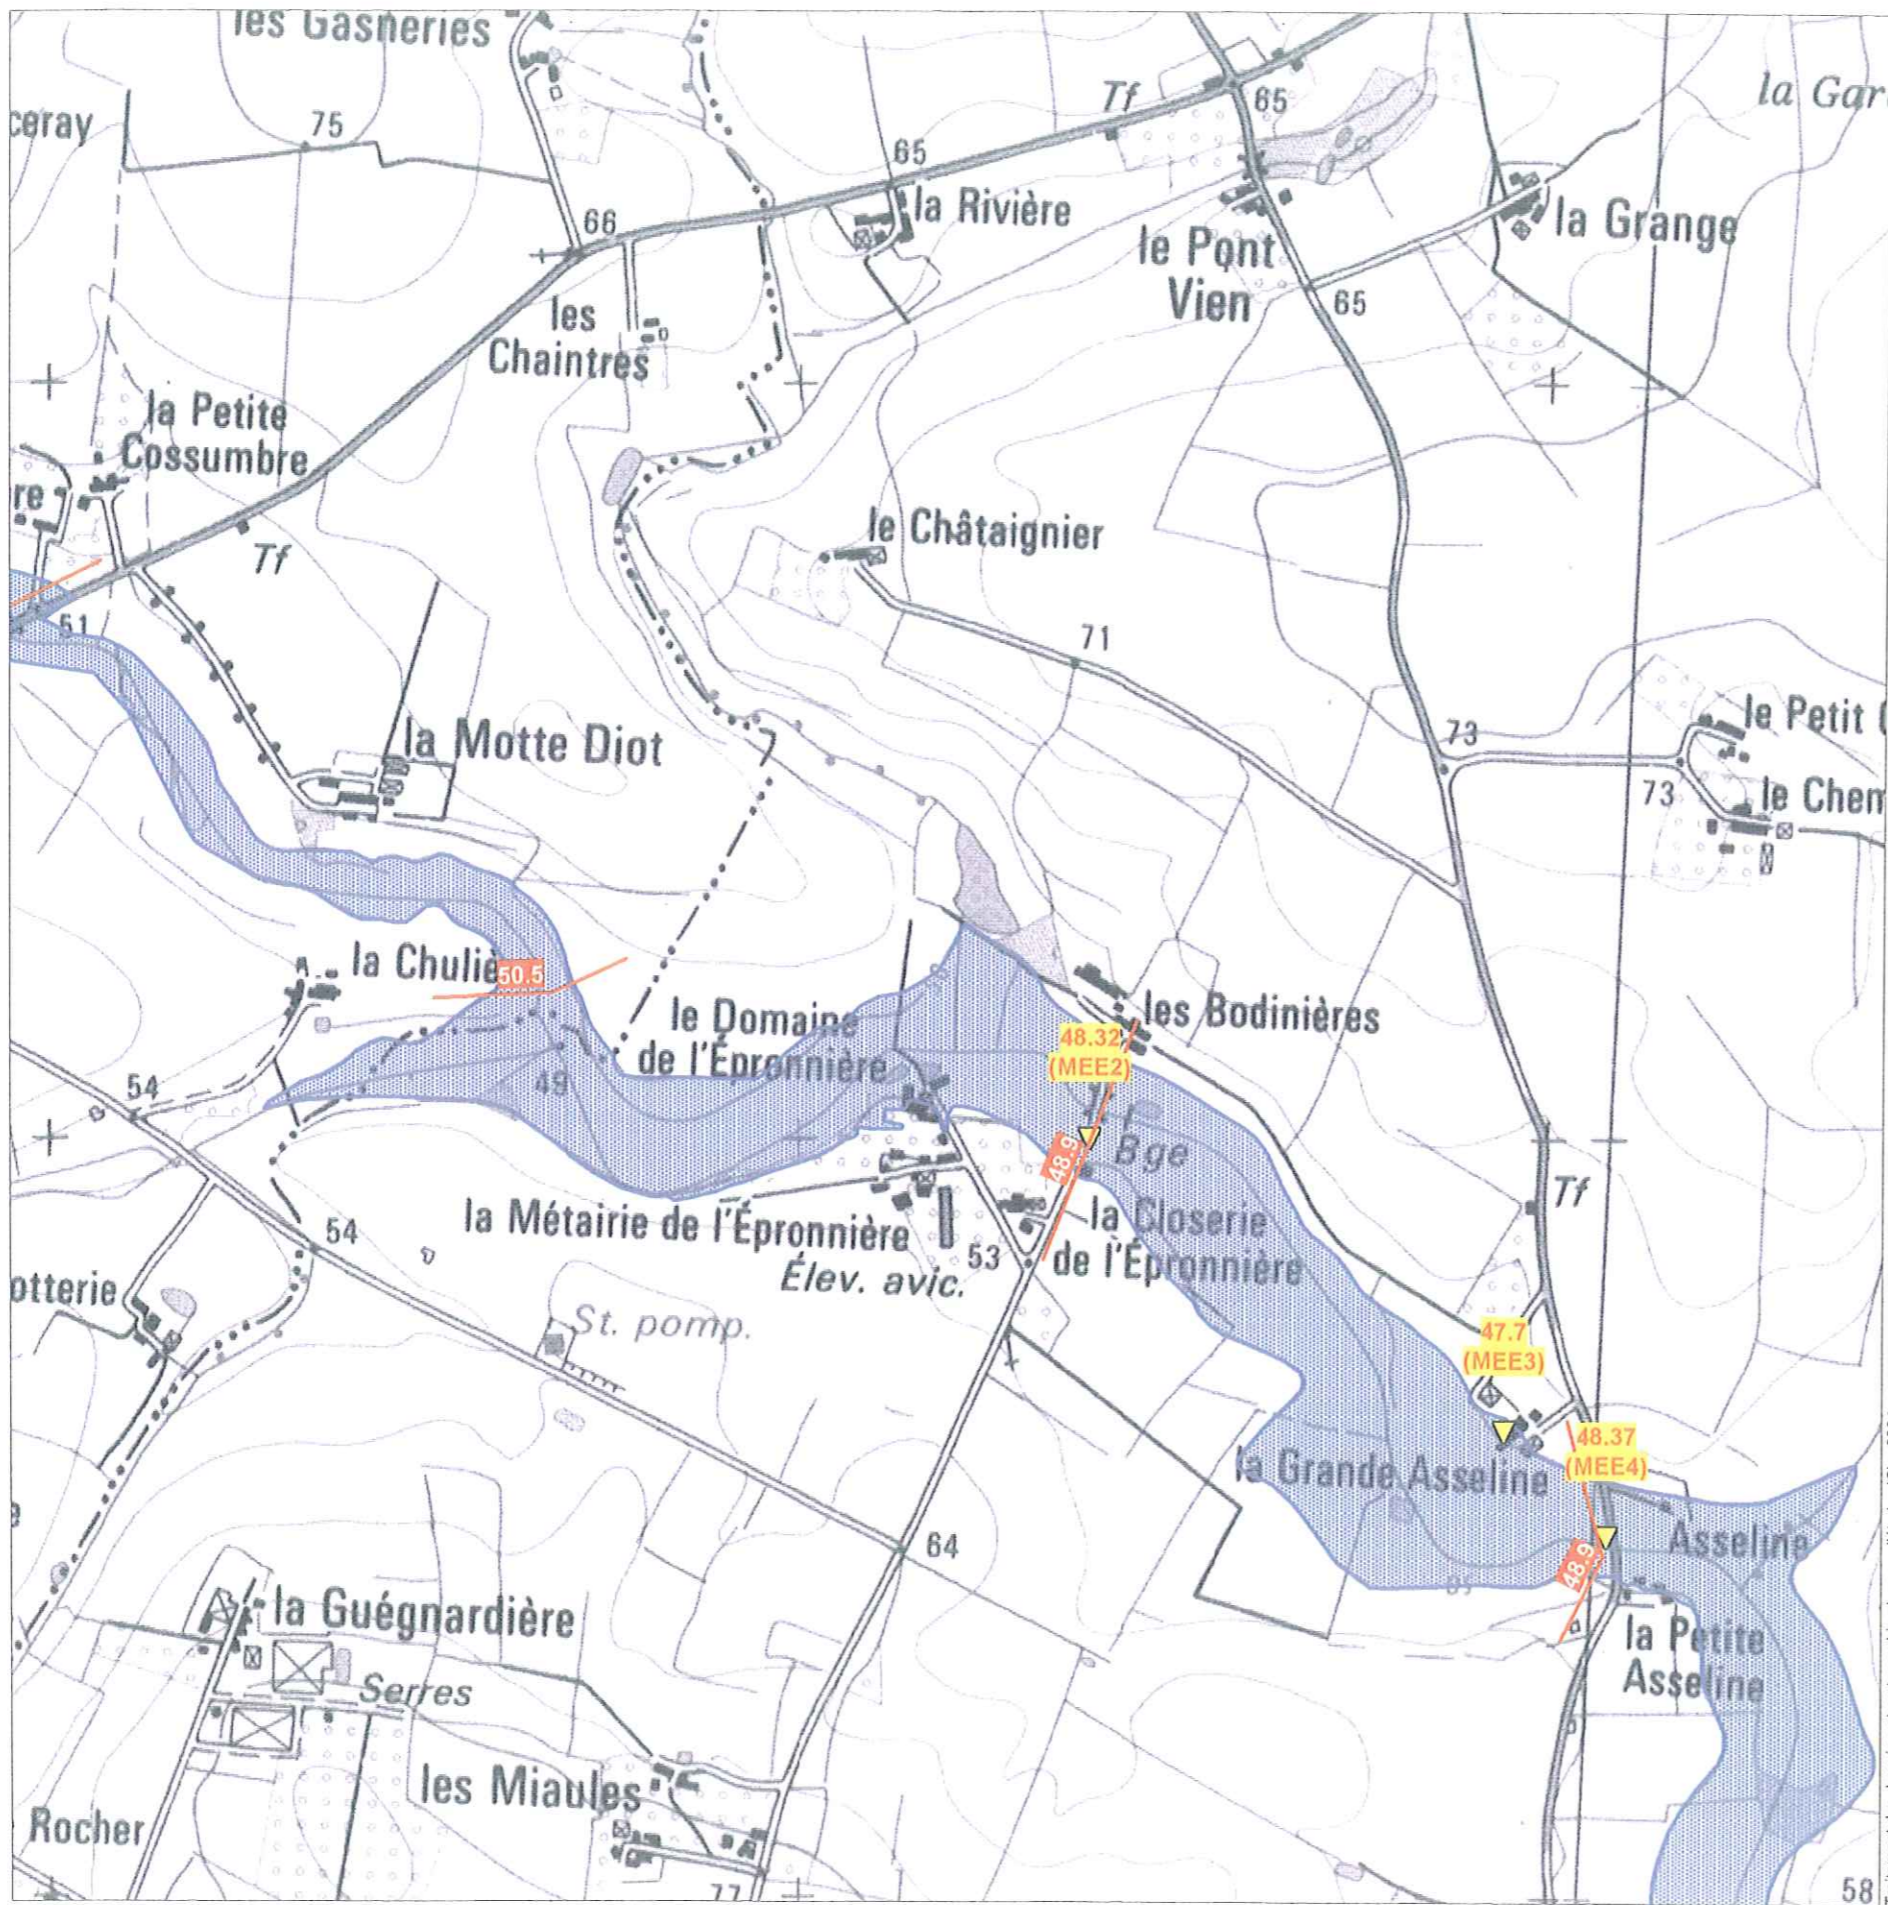 les Gasneries
ceray
75
Tf
65
la Gar
65
la Rivière
66
la Grange
le Pont
Vien
65
les
Chaintres
la Petite
Cossumbre
re
Tf
le Châtaignier
51
71
73
le Petit
la Motte Diot
73
le Chem
la Chuliè
50.5
le Domaine
de l'Épronnière
les Bodinières
48.32
(MEE2)
49
54
48.9
Bge
Tf
la Métairie de l'Épronnière
la Closerie
de l'Épronnière
54
53
Élev. avic.
otterie
St. pomp.
47.7
(MEE3)
48.37
(MEE4)
la Grande Asseline
64
Asseline
48.9
la Guégnardière
la Petite
Asseline
Serres
les Miaules
Rocher
77
58